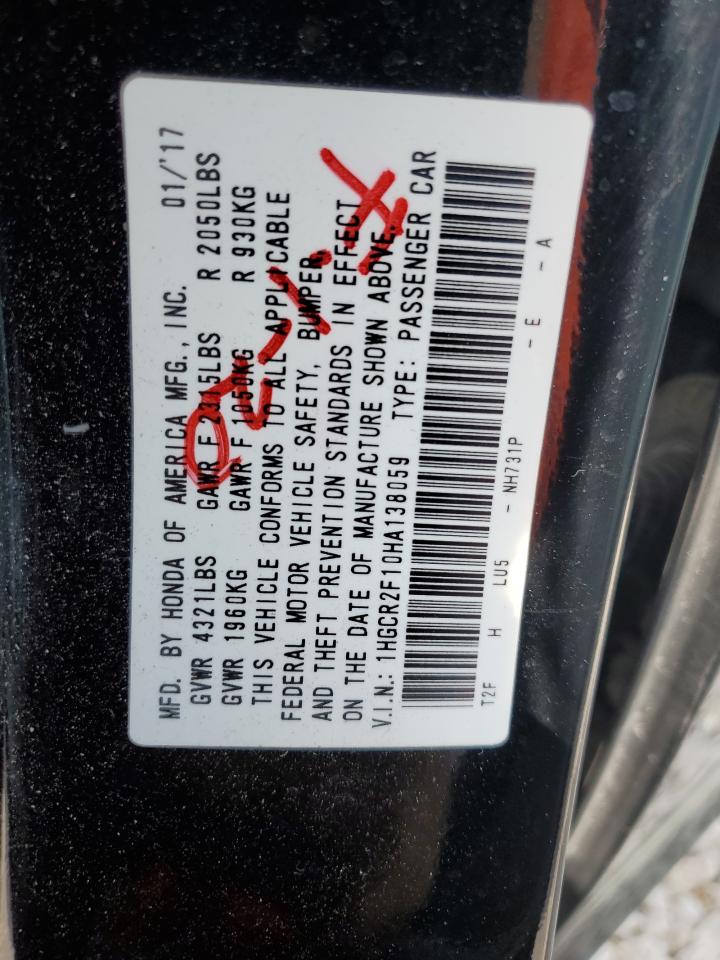 MFD. BY HONDA OF AMERICA MFG., INC. 01/'17
GVWR 4321LBS GAWR F 2315LBS R 2050LBS
GVWR 1960KG GAWR F 1050KG R 930KG
THIS VEHICLE CONFORMS TO ALL APPLICABLE
FEDERAL MOTOR VEHICLE SAFETY, BUMPER,
AND THEFT PREVENTION STANDARDS IN EFFECT
ON THE DATE OF MANUFACTURE SHOWN ABOVE.
V.I.N.: 1HGCR2F10HA138059 TYPE: PASSENGER CAR
T2F H LU5 - NH731P - E - A